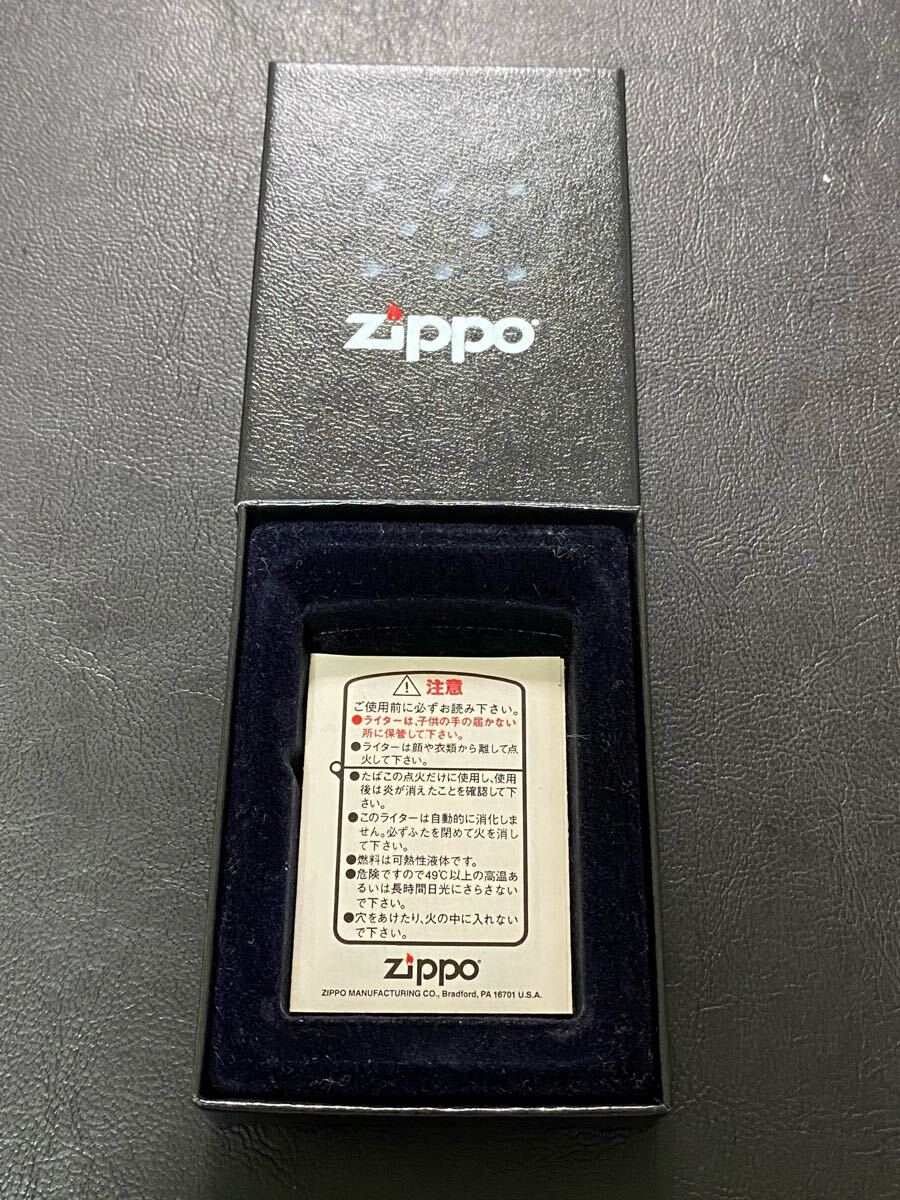 Zippo
注意
ご使用前に必ずお読み下さい。
●ライターは、子供の手の届かない
所に保管して下さい。
●ライターは顔や衣類から離して点
火して下さい。
●たばこの点火だけに使用し、使用
後は炎が消えたことを確認して下
さい。
●このライターは自動的に消化しま
せん。必ずふたを閉めて火を消し
て下さい。
●燃料は可熱性液体です。
●危険ですので49℃以上の高温あ
るいは長時間日光にさらさない
で下さい。
●穴をあけたり、火の中に入れない
で下さい。
Zippo
ZIPPO MANUFACTURING CO., Bradford, PA 16701 U.S.A.